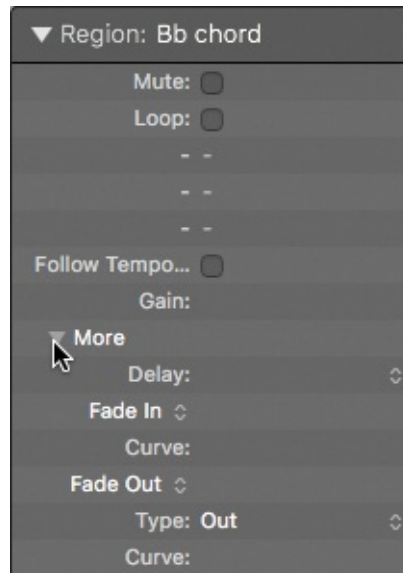 ▼ Region: Bb chord
Mute:
Loop:
- -
- -
- -
Follow Tempo...
Gain:
▼ More
Delay:
Fade In
Curve:
Fade Out
Type: Out
Curve: